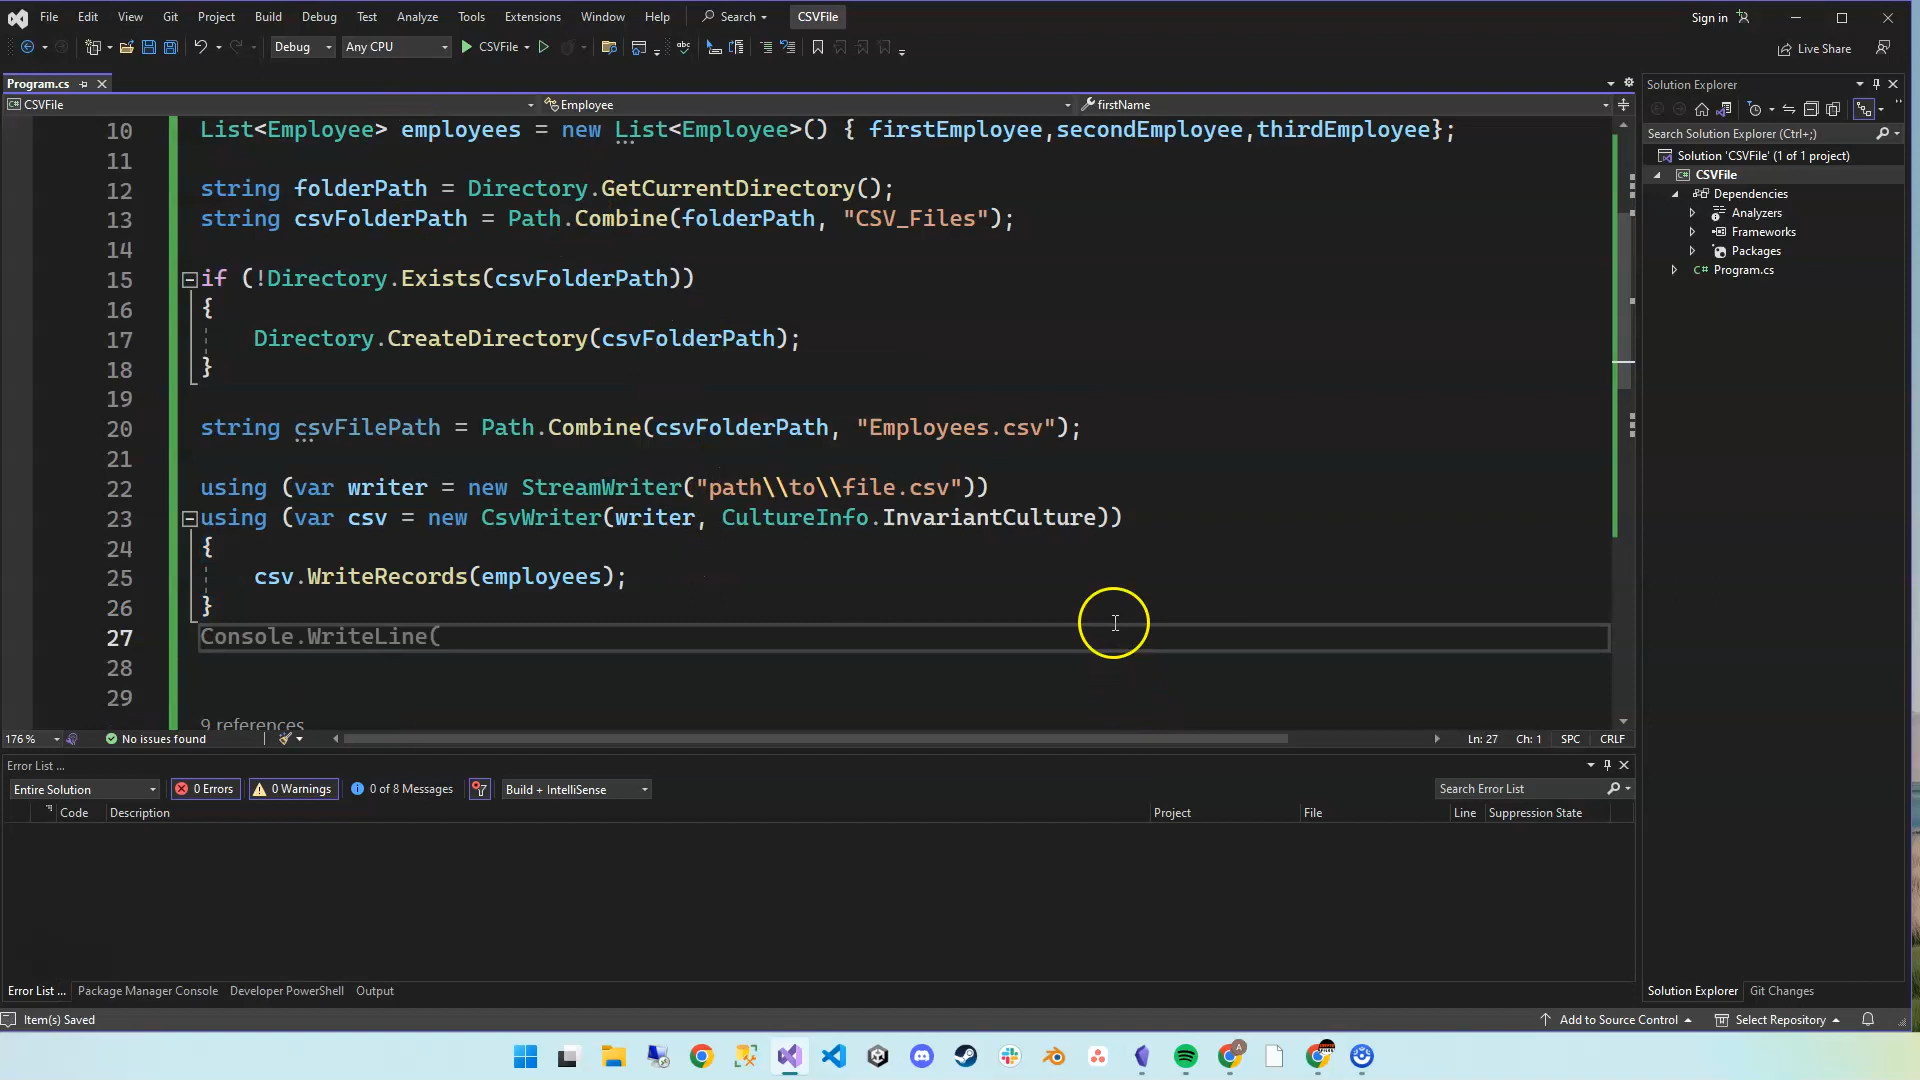 File Edit View Git Project Build Debug Test Analyze Tools Extensions Window Help Search CSVFile Sign in
Debug Any CPU CSVFile Live Share
Program.cs
CSVFile Employee firstName
10 List<Employee> employees = new List<Employee>() { firstEmployee,secondEmployee,thirdEmployee};
11
12 string folderPath = Directory.GetCurrentDirectory();
13 string csvFolderPath = Path.Combine(folderPath, "CSV_Files");
14
15 if (!Directory.Exists(csvFolderPath))
16 {
17 Directory.CreateDirectory(csvFolderPath);
18 }
19
20 string csvFilePath = Path.Combine(csvFolderPath, "Employees.csv");
21
22 using (var writer = new StreamWriter("path\\to\\file.csv"))
23 using (var csv = new CsvWriter(writer, CultureInfo.InvariantCulture))
24 {
25 csv.WriteRecords(employees);
26 }
27 Console.WriteLine(
28
29
9 references
176 % No issues found Ln: 27 Ch: 1 SPC CRLF
Error List ...
Entire Solution 0 Errors 0 Warnings 0 of 8 Messages Build + IntelliSense Search Error List
Code Description Project File Line Suppression State
Error List ... Package Manager Console Developer PowerShell Output
Solution Explorer
Search Solution Explorer (Ctrl+;)
Solution 'CSVFile' (1 of 1 project)
C# CSVFile
Dependencies
Analyzers
Frameworks
Packages
C# Program.cs
Solution Explorer Git Changes
Item(s) Saved Add to Source Control Select Repository